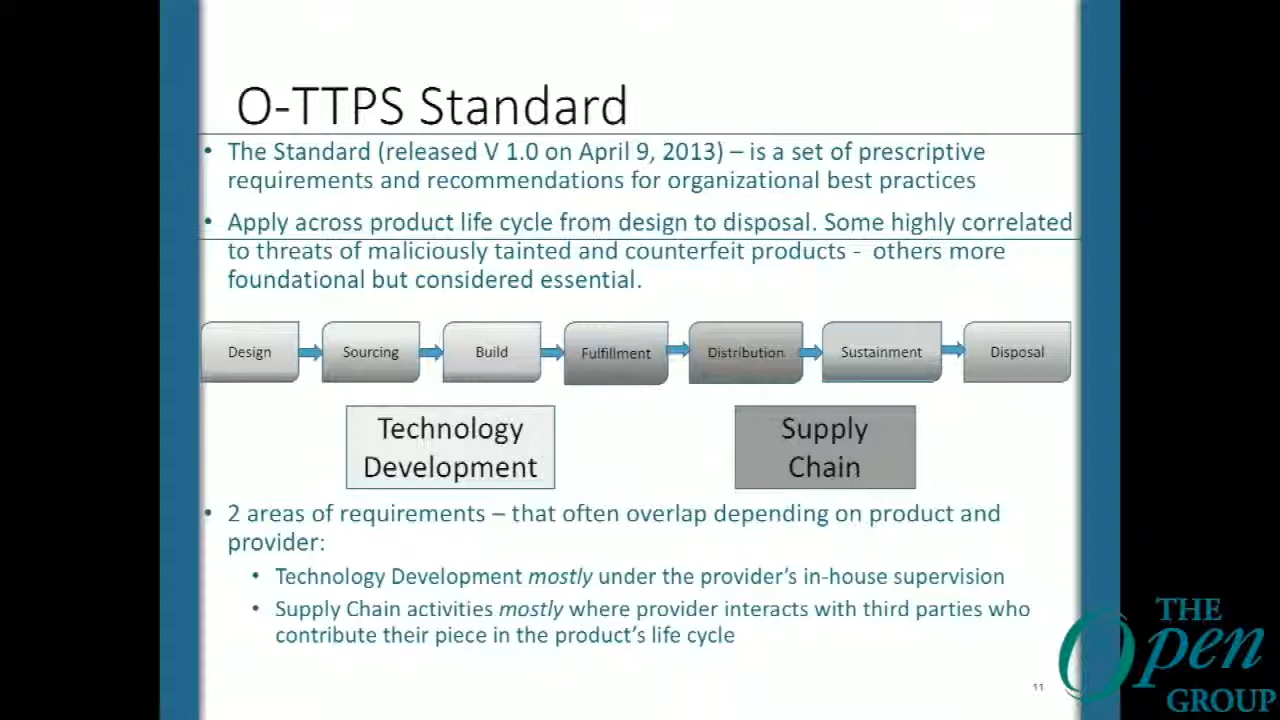 O-TTPS Standard
• The Standard (released V 1.0 on April 9, 2013) – is a set of prescriptive
requirements and recommendations for organizational best practices
• Apply across product life cycle from design to disposal. Some highly correlated
to threats of maliciously tainted and counterfeit products - others more
foundational but considered essential.
Design Sourcing Build Fulfillment Distribution Sustainment Disposal
Technology
Development
Supply
Chain
• 2 areas of requirements – that often overlap depending on product and
provider:
• Technology Development mostly under the provider's in-house supervision
• Supply Chain activities mostly where provider interacts with third parties who
contribute their piece in the product's life cycle
11
THE
Open
GROUP